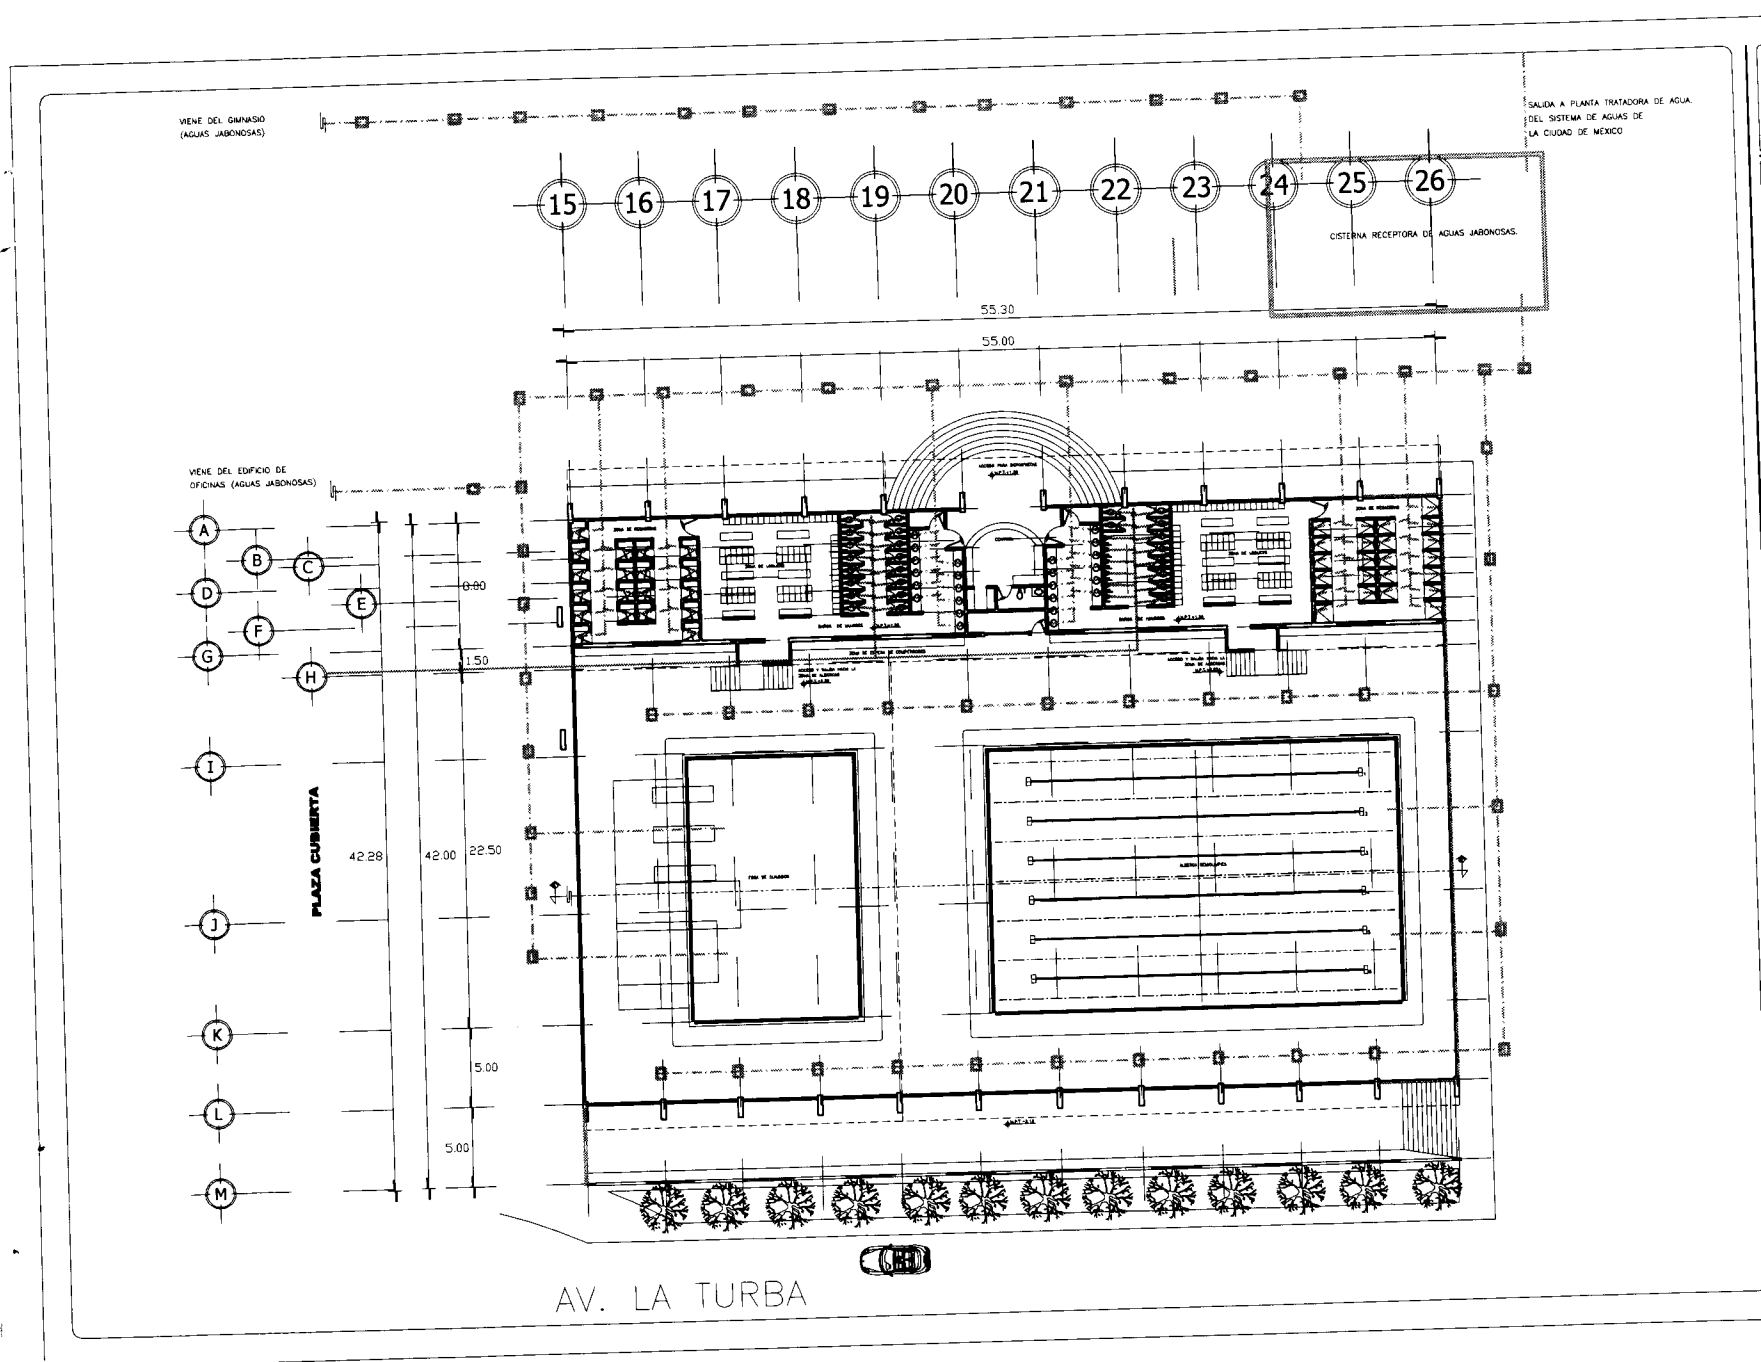 VIENE DEL GIMNASIO
(AGUAS JABONOSAS)
SALIDA A PLANTA TRATADORA DE AGUA.
DEL SISTEMA DE AGUAS DE
LA CIUDAD DE MÉXICO
15 16 17 18 19 20 21 22 23 24 25 26
CISTERNA RECEPTORA DE AGUAS JABONOSAS.
55.30
55.00
VIENE DEL EDIFICIO DE
OFICINAS (AGUAS JABONOSAS)
A
B
C
D
E
F
G
H
I
J
K
L
M
8.00
1.50
42.28
42.00
22.50
5.00
5.00
PLAZA CUBIERTA
AV. LA TURBA